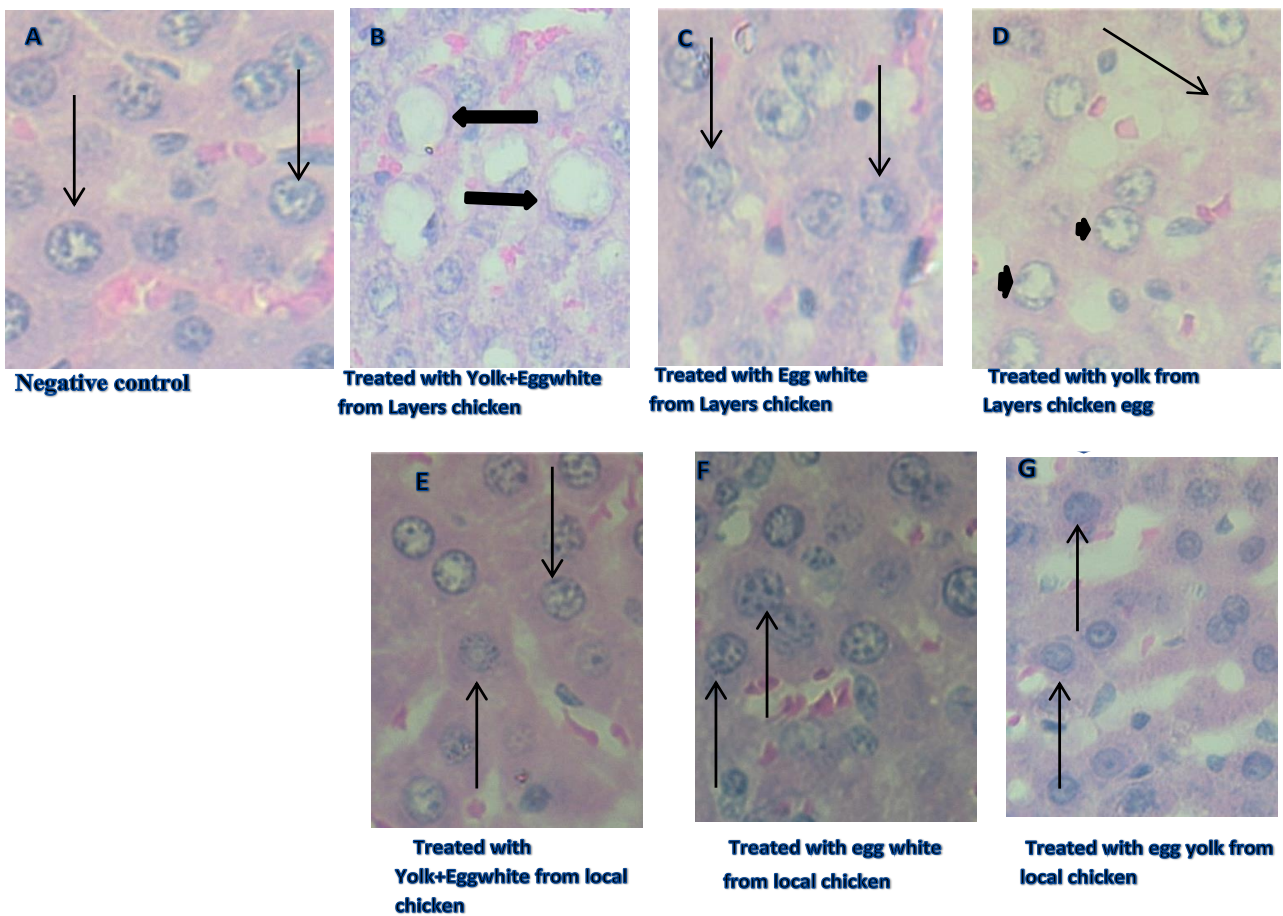 A
B
C
D
Negative control
Treated with Yolk+Eggwhite
from Layers chicken
Treated with Egg white
from Layers chicken
Treated with yolk from
Layers chicken egg
E
F
G
Treated with
Yolk+Eggwhite from local
chicken
Treated with egg white
from local chicken
Treated with egg yolk from
local chicken